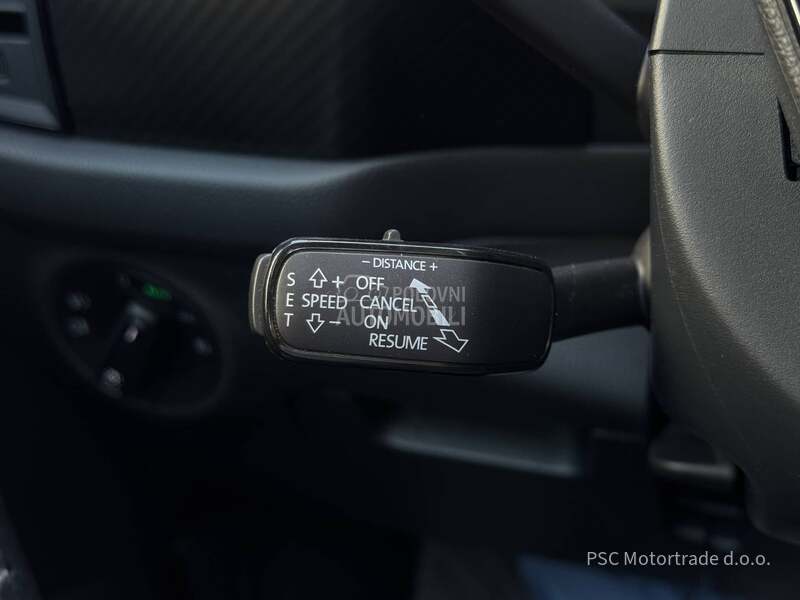 - DISTANCE +
S + OFF
E SPEED CANCEL
T - ON
RESUME
POLOVNI
AUTOMOBILI
PSC Motortrade d.o.o.